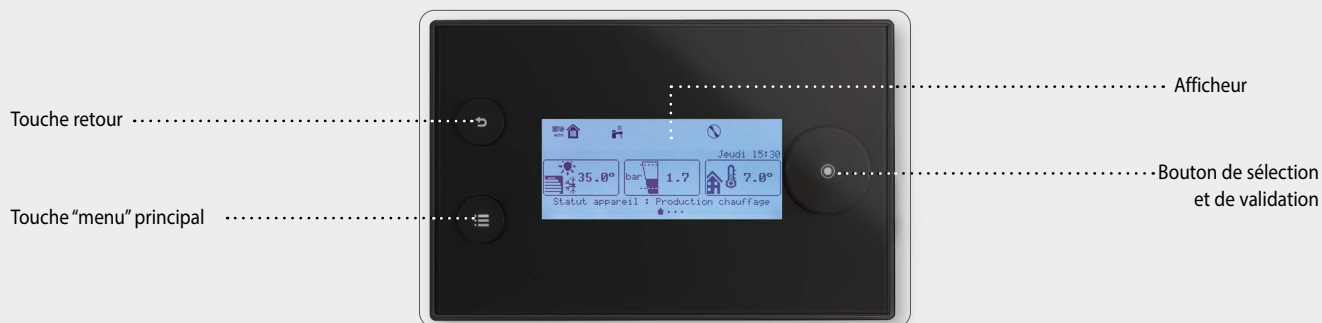 Touche retour
Touche “menu” principal
AUTO
Jeudi 15:30
35.0°
bar 1.7
7.0°
Statut appareil : Production chauffage
Afficheur
Bouton de sélection
et de validation